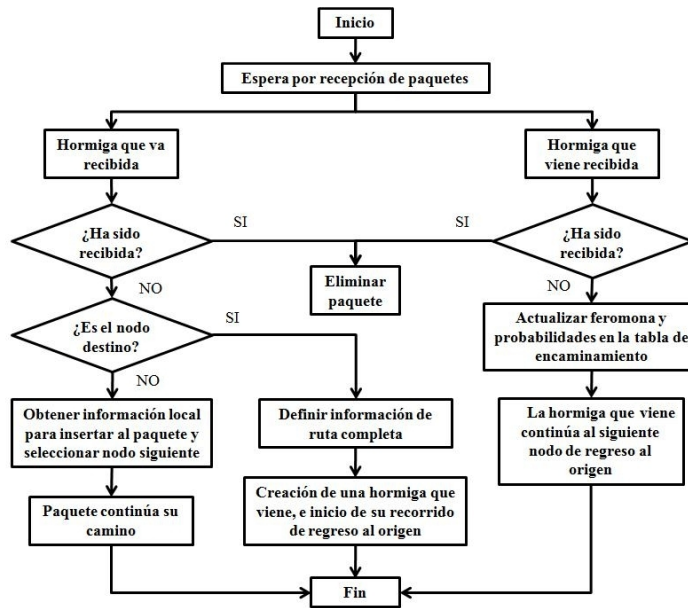 Inicio
Espera por recepción de paquetes
Hormiga que va
recibida
Hormiga que
viene recibida
¿Ha sido
recibida?
SI
SI
¿Ha sido
recibida?
NO
Eliminar
paquete
NO
¿Es el nodo
destino?
SI
Actualizar feromona y
probabilidades en la tabla de
encaminamiento
NO
Obtener información local
para insertar al paquete y
seleccionar nodo siguiente
Definir información de
ruta completa
La hormiga que viene
continúa al siguiente
nodo de regreso al
origen
Paquete continúa su
camino
Creación de una hormiga que
viene, e inicio de su recorrido
de regreso al origen
Fin